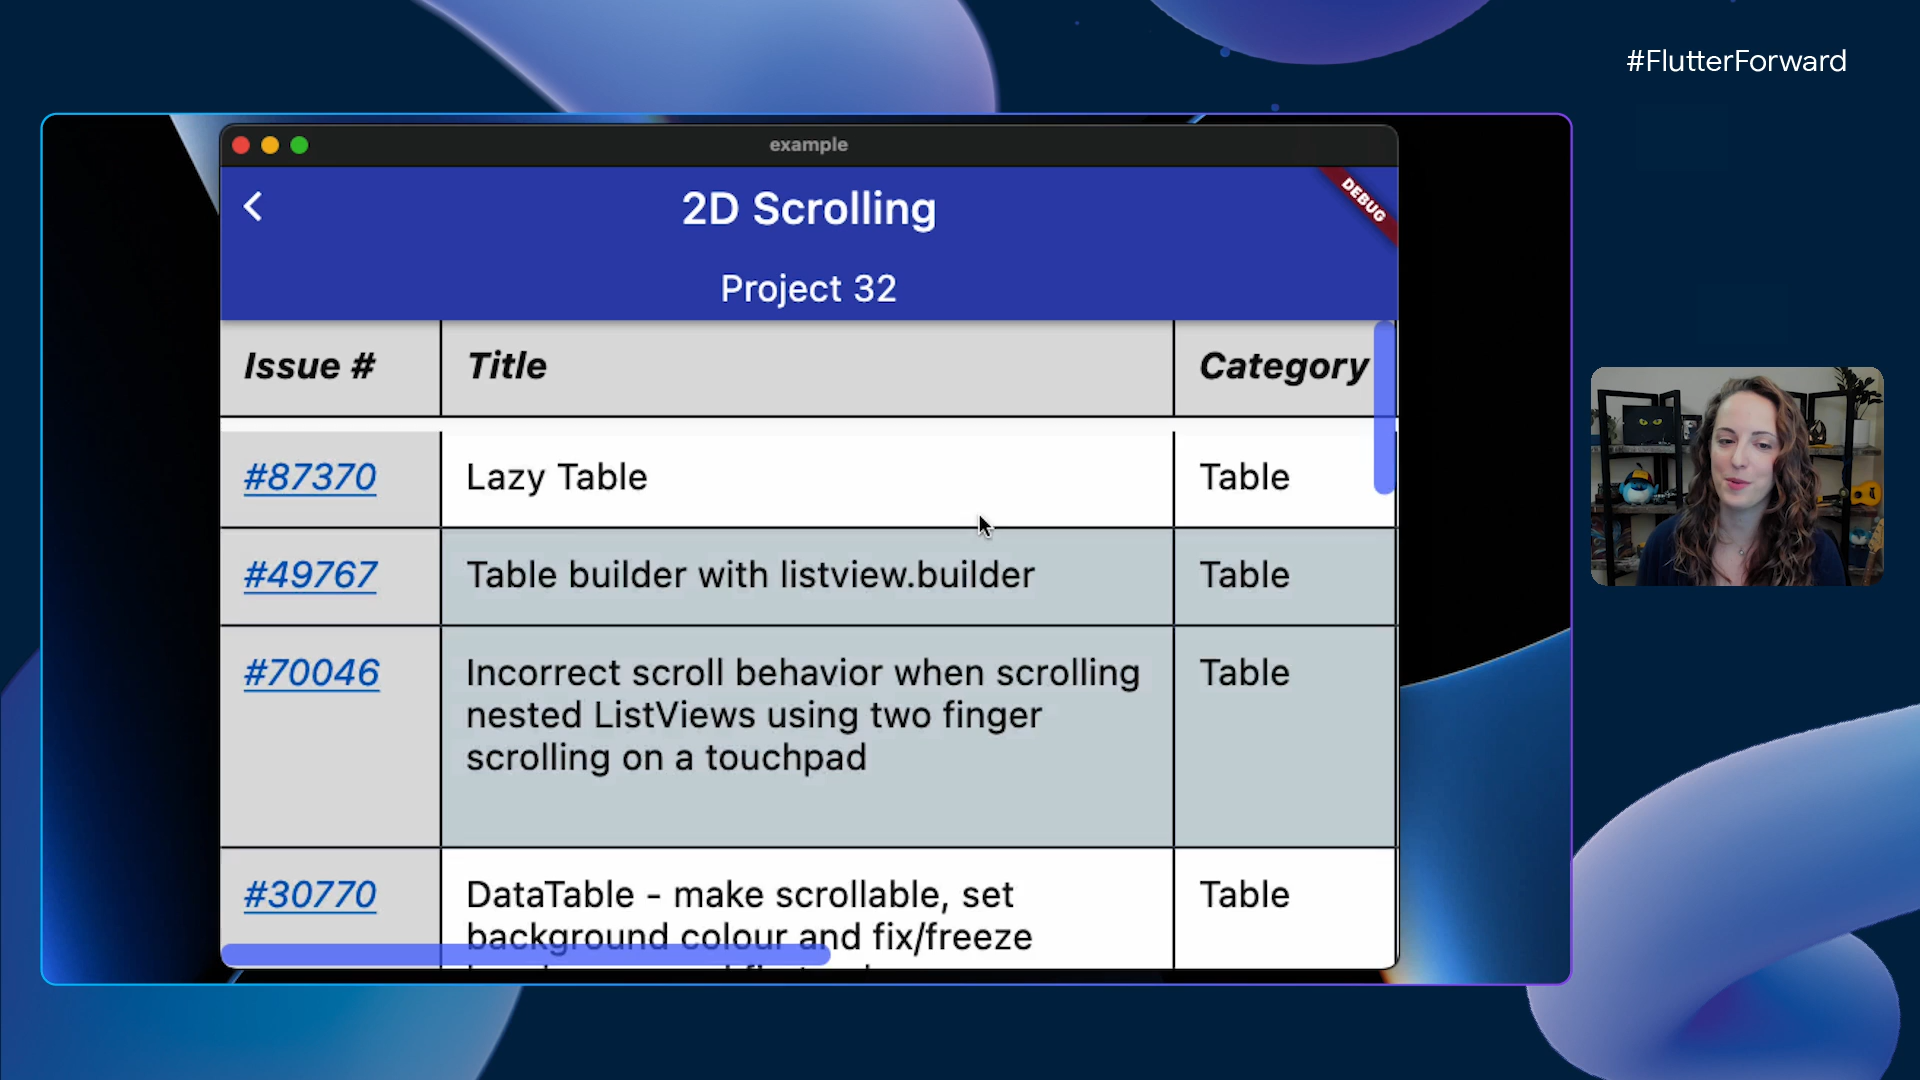 #FlutterForward
example
2D Scrolling
DEBUG
Project 32
Issue # Title Category
#87370 Lazy Table Table
#49767 Table builder with listview.builder Table
#70046 Incorrect scroll behavior when scrolling Table
nested ListViews using two finger
scrolling on a touchpad
#30770 DataTable - make scrollable, set Table
background colour and fix/freeze